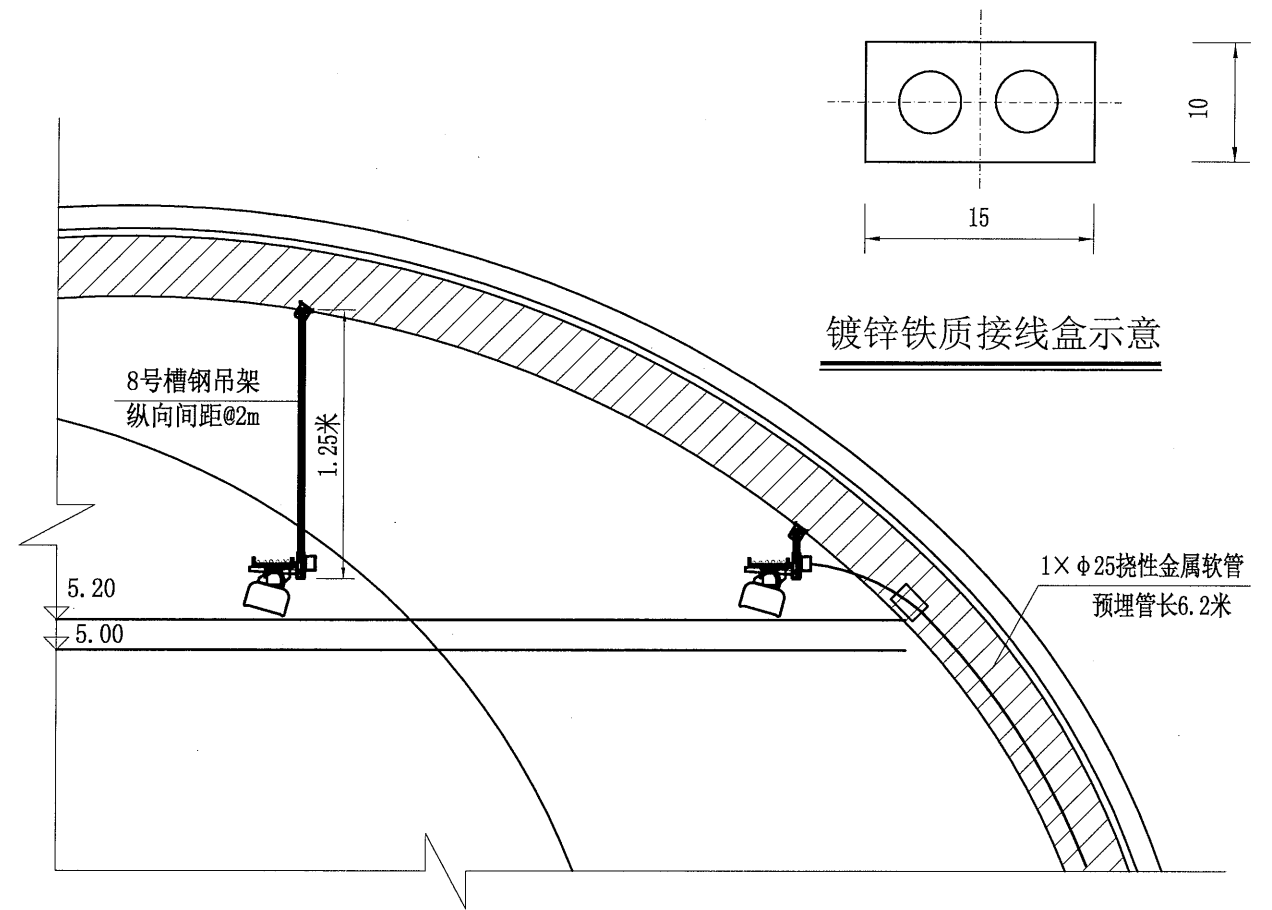 10
15
镀锌铁质接线盒示意
8号槽钢吊架
纵向间距@2m
1.25米
1×φ25挠性金属软管
预埋管长6.2米
5.20
5.00